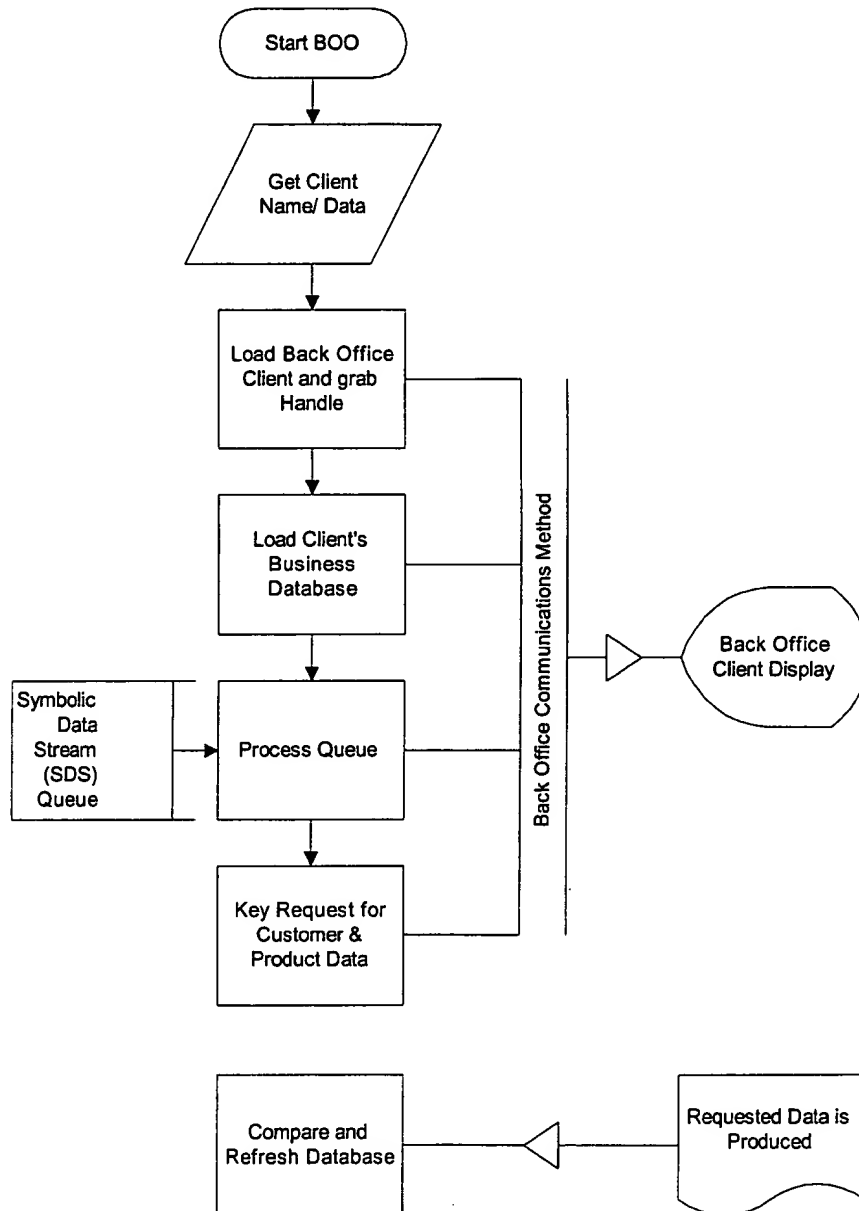 Start BOO
Get Client
Name/ Data
Load Back Office
Client and grab
Handle
Load Client's
Business
Database
Back Office Communications Method
Back Office
Client Display
Symbolic
Data
Stream
(SDS)
Queue
Process Queue
Key Request for
Customer &
Product Data
Compare and
Refresh Database
Requested Data is
Produced